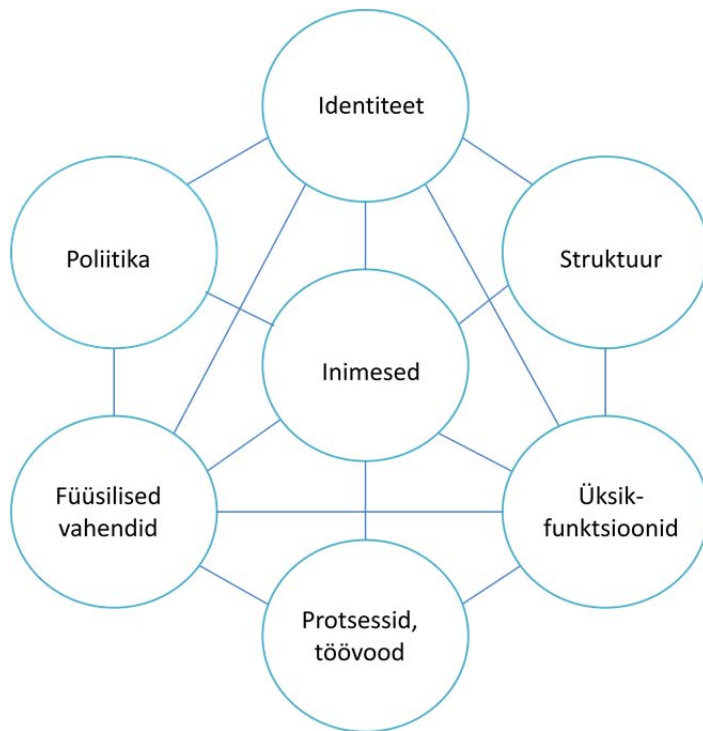 Identiteet
Poliitika
Struktuur
Inimesed
Füüsilised
vahendid
Üksik-
funktsioonid
Protsessid,
töövood